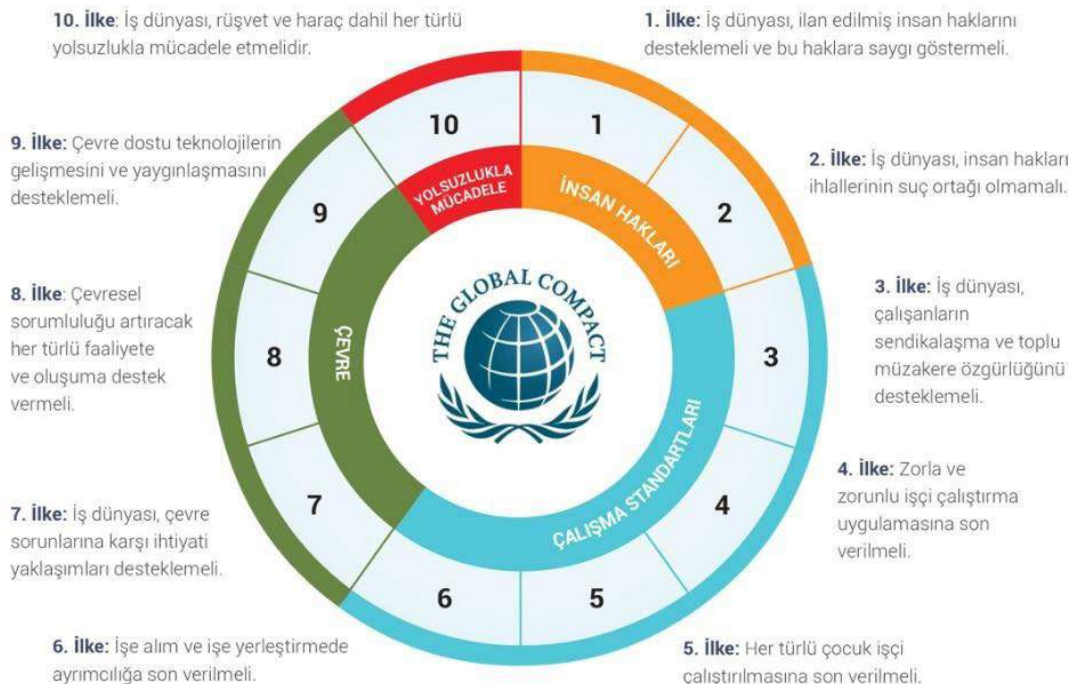 10. İlke: İş dünyası, rüşvet ve haraç dahil her türlü
yolsuzlukla mücadele etmelidir.
1. İlke: İş dünyası, ilan edilmiş insan haklarını
desteklemeli ve bu haklara saygı göstermeli.
9. İlke: Çevre dostu teknolojilerin
gelişmesini ve yaygınlaşmasını
desteklemeli.
2. İlke: İş dünyası, insan hakları
ihlallerinin suç ortağı olmamalı.
8. İlke: Çevresel
sorumluluğu artıracak
her türlü faaliyete
ve oluşuma destek
vermeli.
3. İlke: İş dünyası,
çalışanların
sendikalaşma ve toplu
müzakere özgürlüğünü
desteklemeli.
7. İlke: İş dünyası, çevre
sorunlarına karşı ihtiyati
yaklaşımları desteklemeli.
4. İlke: Zorla ve
zorunlu işçi çalıştırma
uygulamasına son
verilmeli.
6. İlke: İşe alım ve işe yerleştirmede
ayrımcılığa son verilmeli.
5. İlke: Her türlü çocuk işçi
çalıştırılmasına son verilmeli.
10
1
9
2
8
3
7
4
6
5
YOLSUZLUKLA
MÜCADELE
İNSAN HAKLARI
ÇEVRE
ÇALIŞMA STANDARTLARI
THE GLOBAL COMPACT